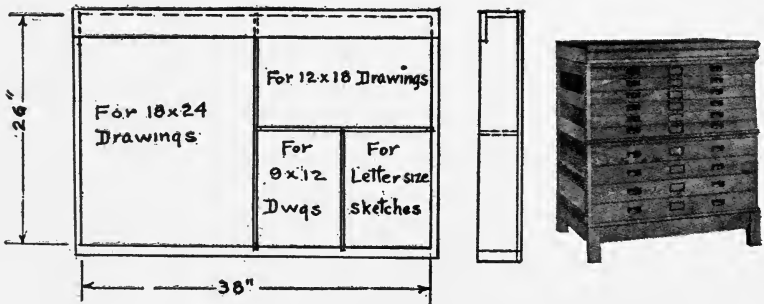 26"
For 18x24
Drawings
For 12x18 Drawings
For
9x12
Dwgs
For
Letter size
sketches
38"